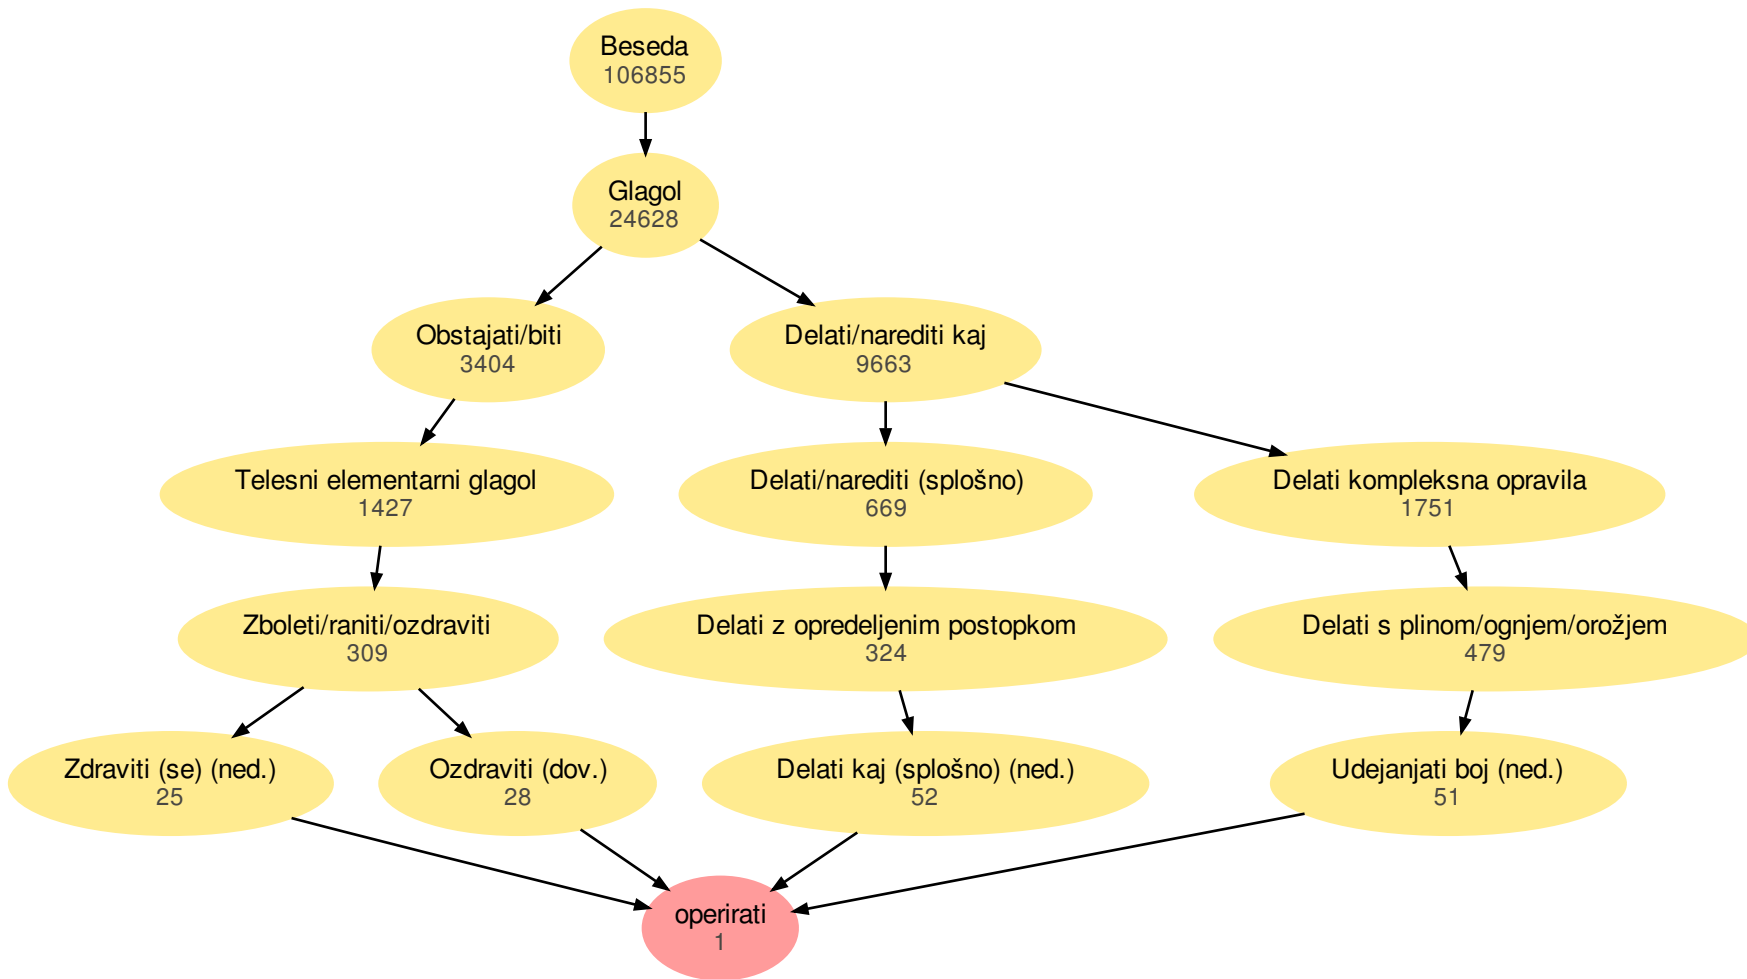 Beseda
106855
Glagol
24628
Obstajati/biti
3404
Delati/narediti kaj
9663
Telesni elementarni glagol
1427
Delati/narediti (splošno)
669
Delati kompleksna opravila
1751
Zboleti/raniti/ozdraviti
309
Delati z opredeljenim postopkom
324
Delati s plinom/ognjem/orožjem
479
Zdraviti (se) (ned.)
25
Ozdraviti (dov.)
28
Delati kaj (splošno) (ned.)
52
Udejanjati boj (ned.)
51
operirati
1